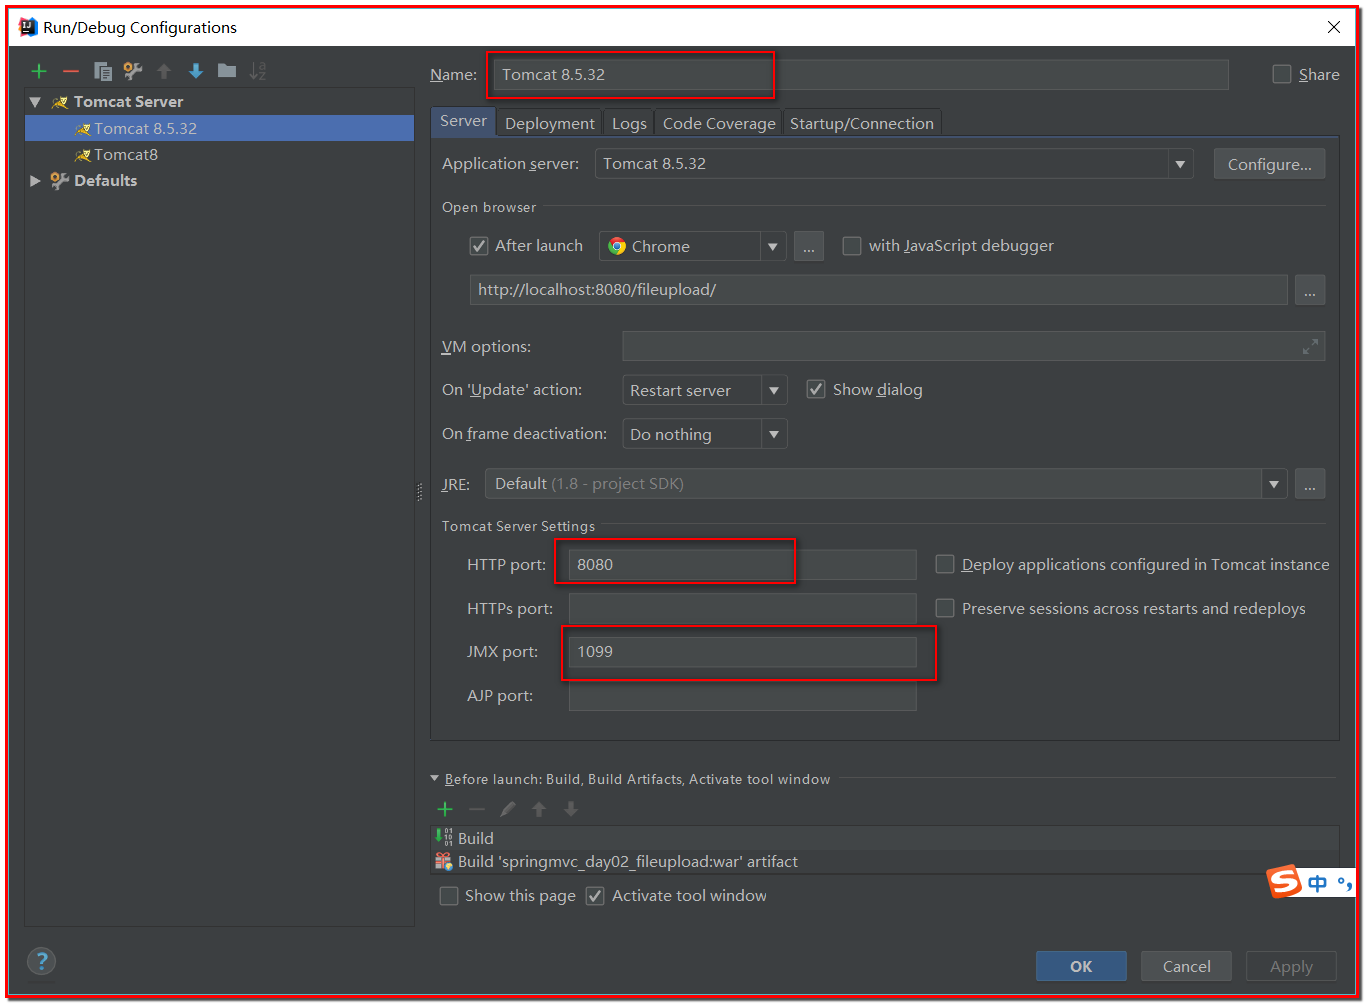 Run/Debug Configurations
Name: Tomcat 8.5.32 Share
Tomcat Server
Tomcat 8.5.32
Tomcat8
Defaults
Server Deployment Logs Code Coverage Startup/Connection
Application server: Tomcat 8.5.32 Configure...
Open browser
After launch Chrome ... with JavaScript debugger
http://localhost:8080/fileupload/ ...
VM options:
On 'Update' action: Restart server Show dialog
On frame deactivation: Do nothing
JRE: Default (1.8 - project SDK) ...
Tomcat Server Settings
HTTP port: 8080 Deploy applications configured in Tomcat instance
HTTPs port: Preserve sessions across restarts and redeploys
JMX port: 1099
AJP port:
Before launch: Build, Build Artifacts, Activate tool window
Build
Build 'springmvc_day02_fileupload:war' artifact
Show this page Activate tool window
S 中 °,
? OK Cancel Apply